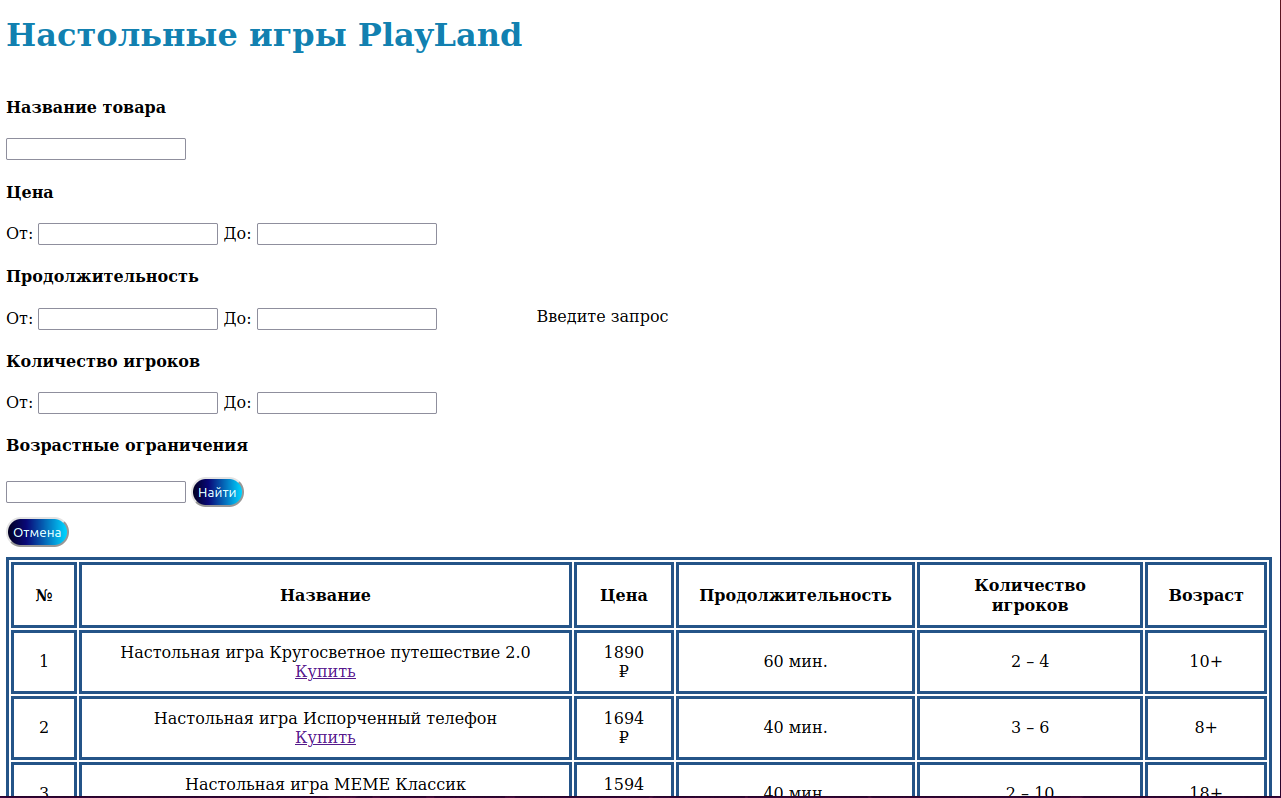 Настольные игры PlayLand
Название товара
Цена
От: До:
Продолжительность
От: До:
Введите запрос
Количество игроков
От: До:
Возрастные ограничения
Найти
Отмена
№ Название Цена Продолжительность Количество игроков Возраст
1 Настольная игра Кругосветное путешествие 2.0 Купить 1890 ₽ 60 мин. 2 – 4 10+
2 Настольная игра Испорченный телефон Купить 1694 ₽ 40 мин. 3 – 6 8+
3 Настольная игра МЕМЕ Классик 1594 40 мин. 2 – 10 18+